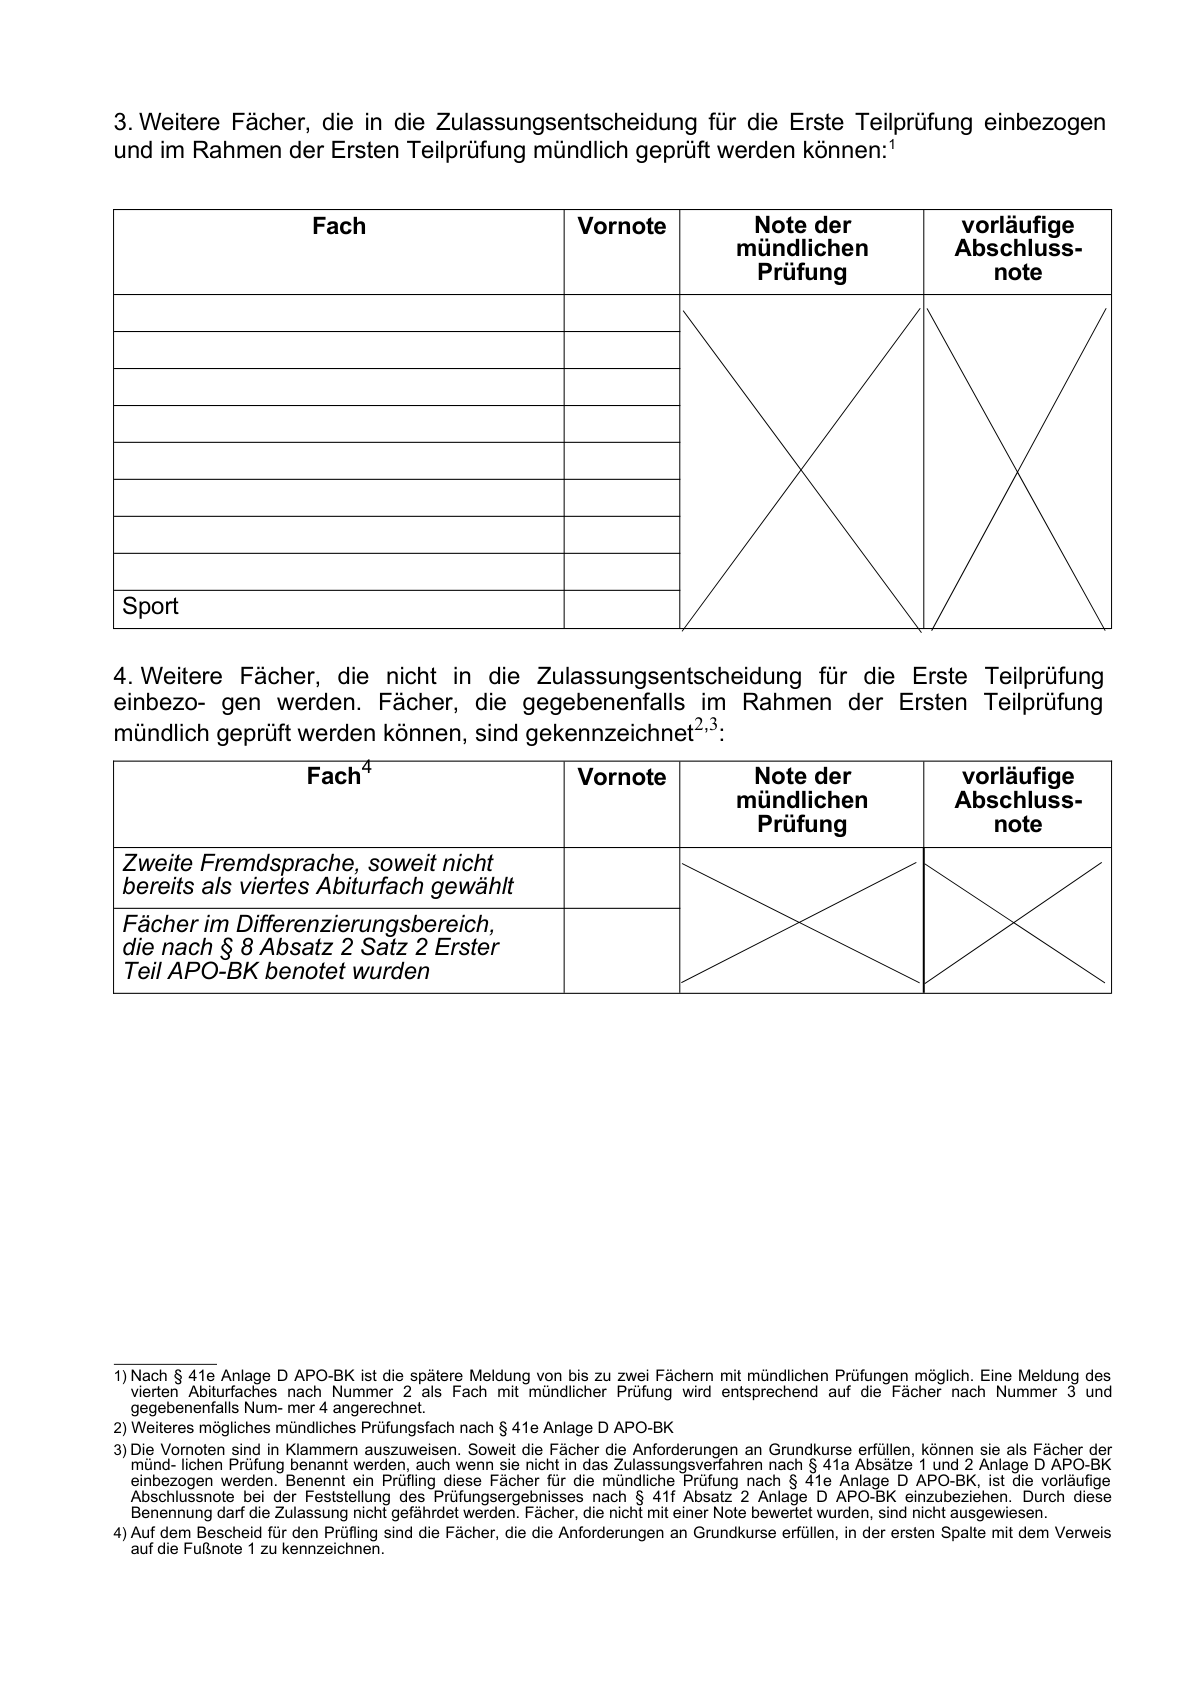 3. Weitere Fächer, die in die Zulassungsentscheidung für die Erste Teilprüfung einbezogen
und im Rahmen der Ersten Teilprüfung mündlich geprüft werden können:1
Fach Vornote Note der vorläufige
mündlichen Abschluss-
Prüfung note
Sport
4. Weitere Fächer, die nicht in die Zulassungsentscheidung für die Erste Teilprüfung
einbezo- gen werden. Fächer, die gegebenenfalls im Rahmen der Ersten Teilprüfung
mündlich geprüft werden können, sind gekennzeichnet2,3:
Fach4 Vornote Note der vorläufige
mündlichen Abschluss-
Prüfung note
Zweite Fremdsprache, soweit nicht
bereits als viertes Abiturfach gewählt
Fächer im Differenzierungsbereich,
die nach § 8 Absatz 2 Satz 2 Erster
Teil APO-BK benotet wurden
1) Nach § 41e Anlage D APO-BK ist die spätere Meldung von bis zu zwei Fächern mit mündlichen Prüfungen möglich. Eine Meldung des
vierten Abiturfaches nach Nummer 2 als Fach mit mündlicher Prüfung wird entsprechend auf die Fächer nach Nummer 3 und
gegebenenfalls Num- mer 4 angerechnet.
2) Weiteres mögliches mündliches Prüfungsfach nach § 41e Anlage D APO-BK
3) Die Vornoten sind in Klammern auszuweisen. Soweit die Fächer die Anforderungen an Grundkurse erfüllen, können sie als Fächer der
münd- lichen Prüfung benannt werden, auch wenn sie nicht in das Zulassungsverfahren nach § 41a Absätze 1 und 2 Anlage D APO-BK
einbezogen werden. Benennt ein Prüfling diese Fächer für die mündliche Prüfung nach § 41e Anlage D APO-BK, ist die vorläufige
Abschlussnote bei der Feststellung des Prüfungsergebnisses nach § 41f Absatz 2 Anlage D APO-BK einzubeziehen. Durch diese
Benennung darf die Zulassung nicht gefährdet werden. Fächer, die nicht mit einer Note bewertet wurden, sind nicht ausgewiesen.
4) Auf dem Bescheid für den Prüfling sind die Fächer, die die Anforderungen an Grundkurse erfüllen, in der ersten Spalte mit dem Verweis
auf die Fußnote 1 zu kennzeichnen.